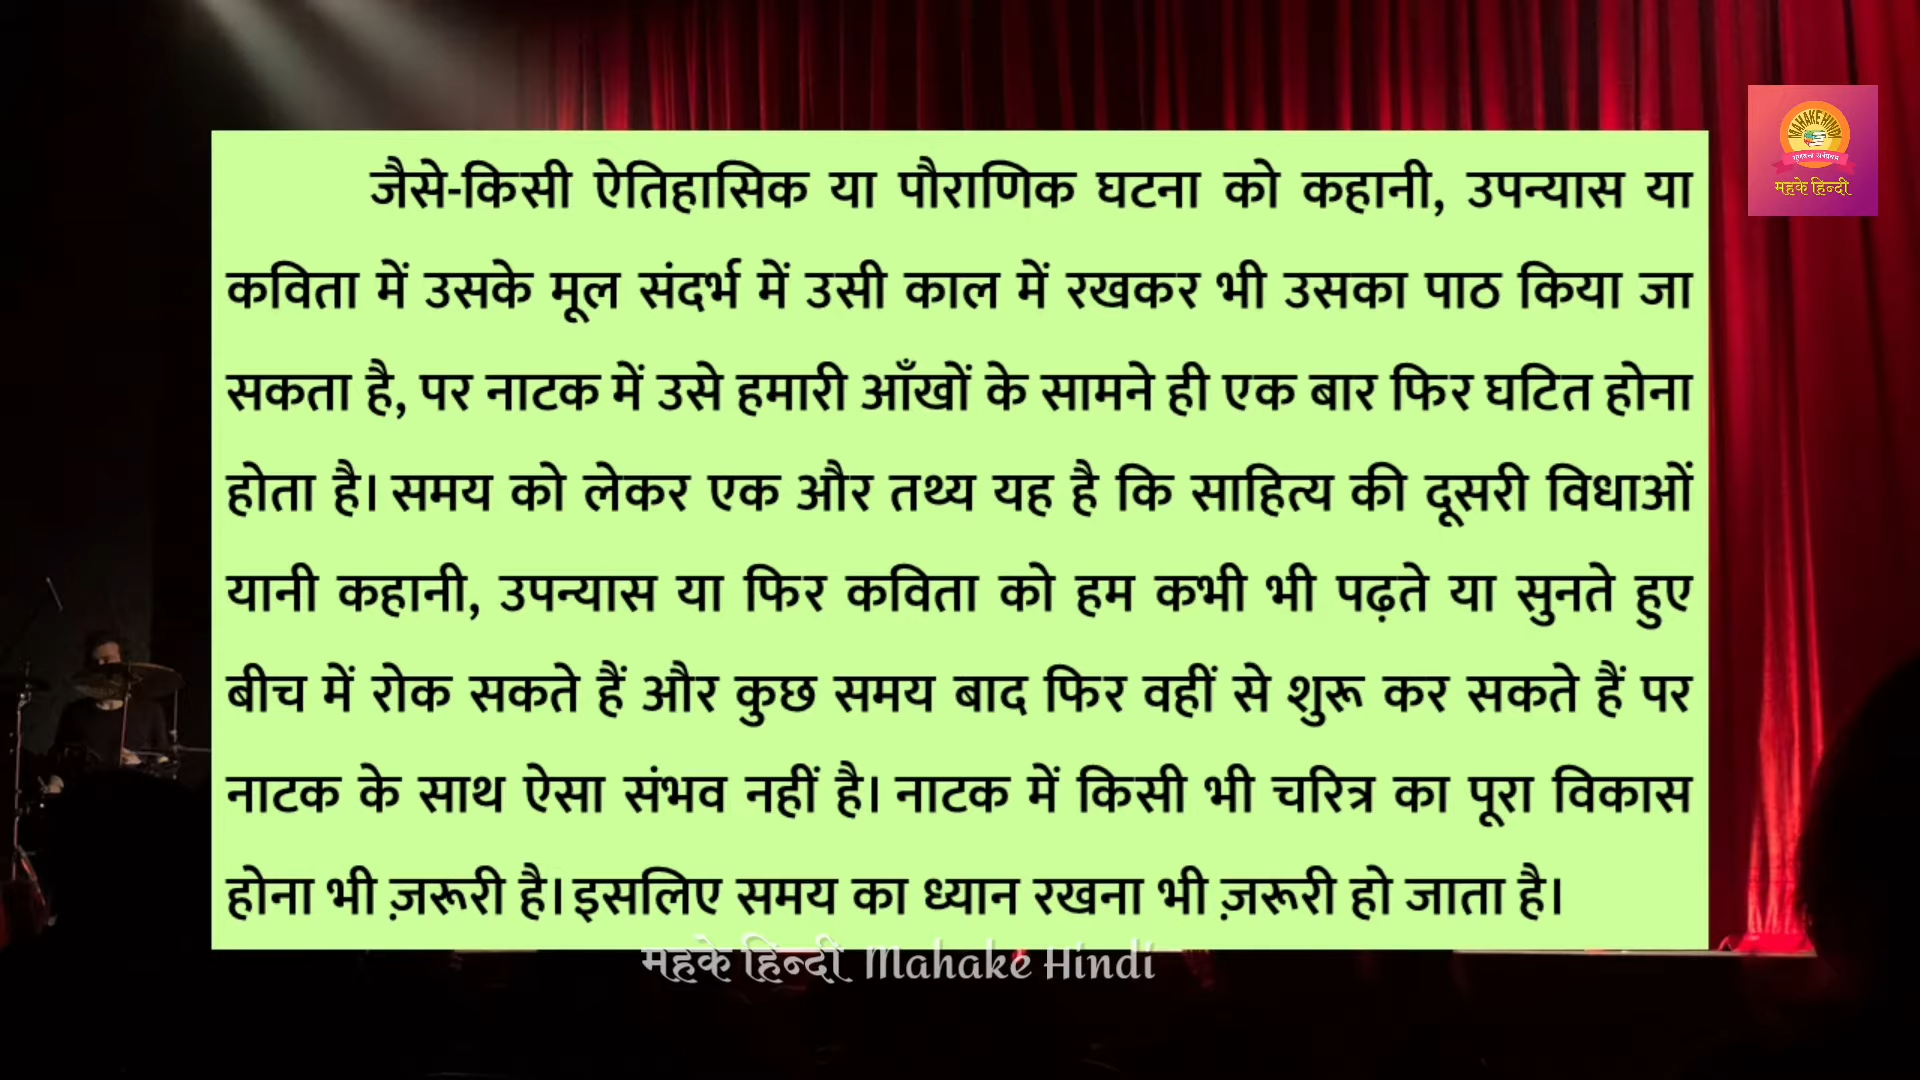 जैसे-किसी ऐतिहासिक या पौराणिक घटना को कहानी, उपन्यास या
कविता में उसके मूल संदर्भ में उसी काल में रखकर भी उसका पाठ किया जा
सकता है, पर नाटक में उसे हमारी आँखों के सामने ही एक बार फिर घटित होना
होता है। समय को लेकर एक और तथ्य यह है कि साहित्य की दूसरी विधाओं
यानी कहानी, उपन्यास या फिर कविता को हम कभी भी पढ़ते या सुनते हुए
बीच में रोक सकते हैं और कुछ समय बाद फिर वहीं से शुरू कर सकते हैं पर
नाटक के साथ ऐसा संभव नहीं है। नाटक में किसी भी चरित्र का पूरा विकास
होना भी ज़रूरी है। इसलिए समय का ध्यान रखना भी ज़रूरी हो जाता है।
महके हिन्दी Mahake Hindi
MAHAKE HINDI
महके हिन्दी